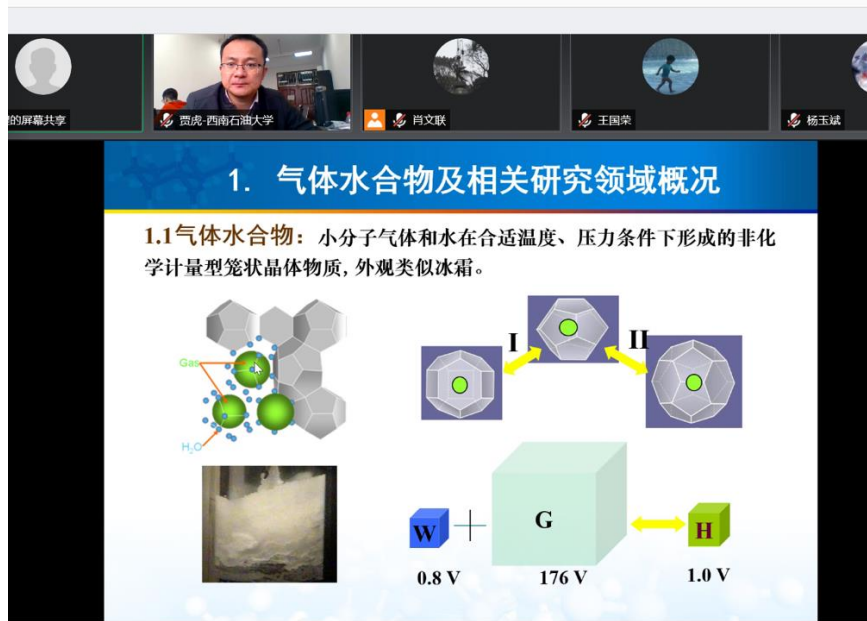 的屏幕共享
贾虎-西南石油大学
肖文联
王国荣
杨玉斌
1. 气体水合物及相关研究领域概况
1.1气体水合物：小分子气体和水在合适温度、压力条件下形成的非化
学计量型笼状晶体物质，外观类似冰霜。
Gas
H₂O
I
II
W
G
H
0.8 V
176 V
1.0 V